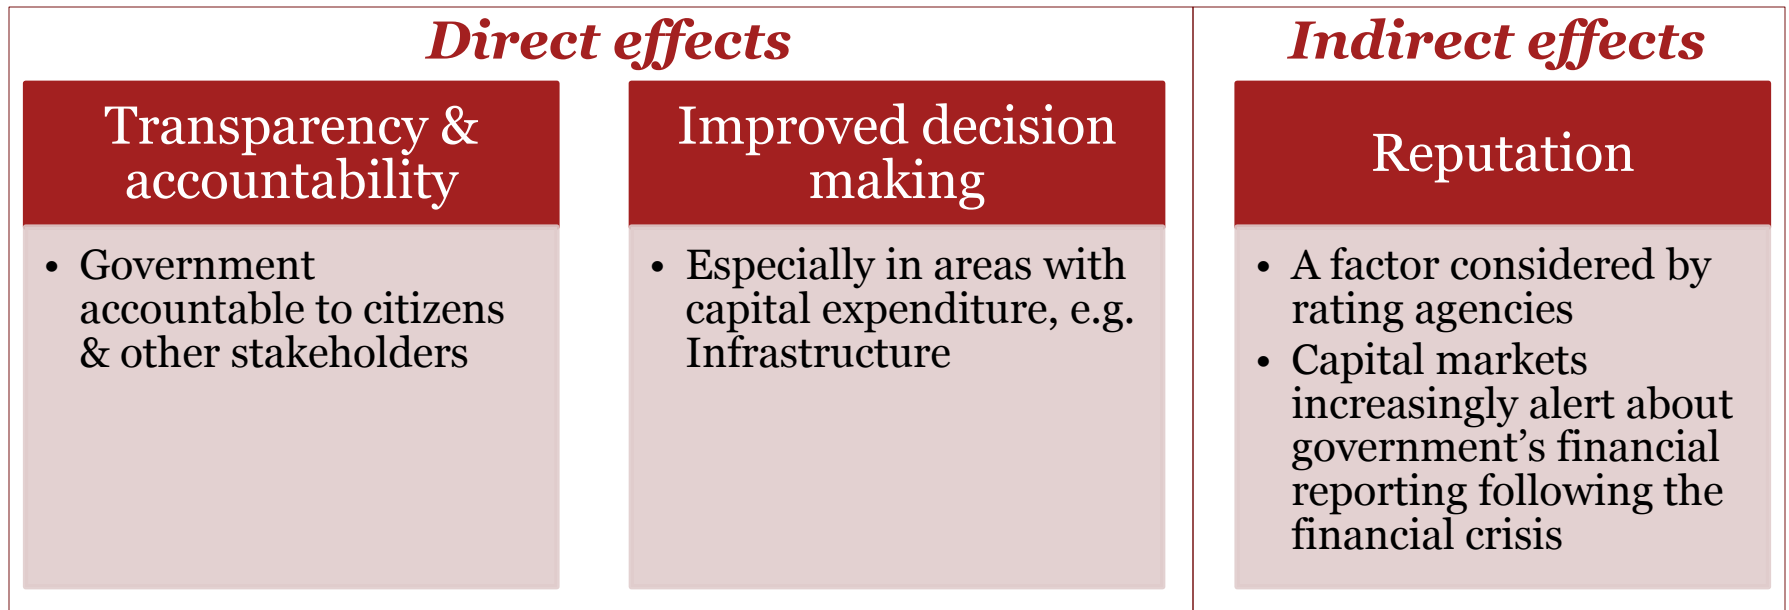 Direct effects
Indirect effects
Transparency &
accountability
• Government
accountable to citizens
& other stakeholders
Improved decision
making
• Especially in areas with
capital expenditure, e.g.
Infrastructure
Reputation
• A factor considered by
rating agencies
• Capital markets
increasingly alert about
government’s financial
reporting following the
financial crisis